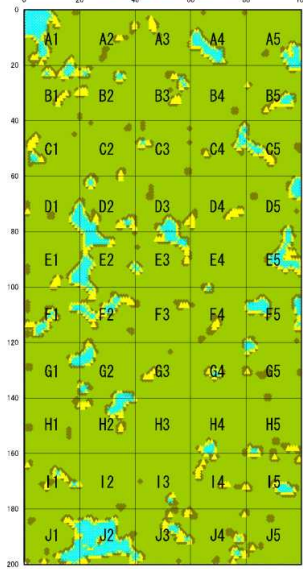 0 20 40 60 80 100
0
A1 A2 A3 A4 A5
20
B1 B2 B3 B4 B5
40
C1 C2 C3 C4 C5
60
D1 D2 D3 D4 D5
80
E1 E2 E3 E4 E5
100
F1 F2 F3 F4 F5
120
G1 G2 G3 G4 G5
140
H1 H2 H3 H4 H5
160
I1 I2 I3 I4 I5
180
J1 J2 J3 J4 J5
200